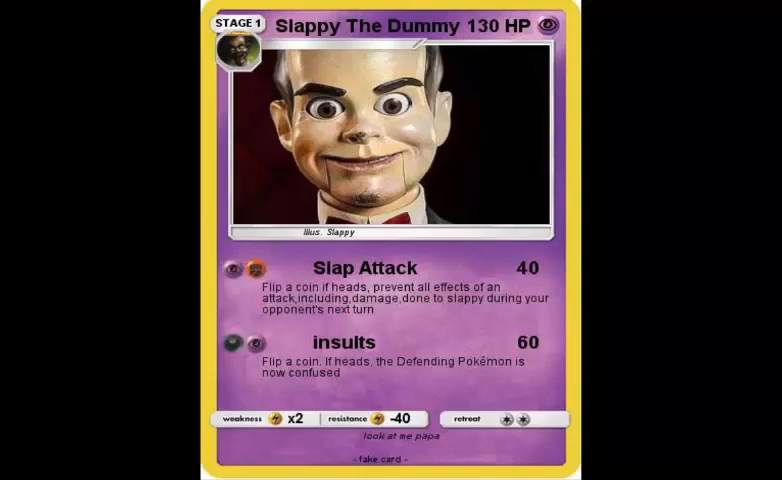 STAGE 1
Slappy The Dummy 130 HP
Illus. Slappy
Slap Attack 40
Flip a coin if heads, prevent all effects of an
attack,including,damage,done to slappy during your
opponent's next turn
insults 60
Flip a coin. If heads, the Defending Pokémon is
now confused
weakness x2 resistance -40 retreat
look at me papa
- fake card -